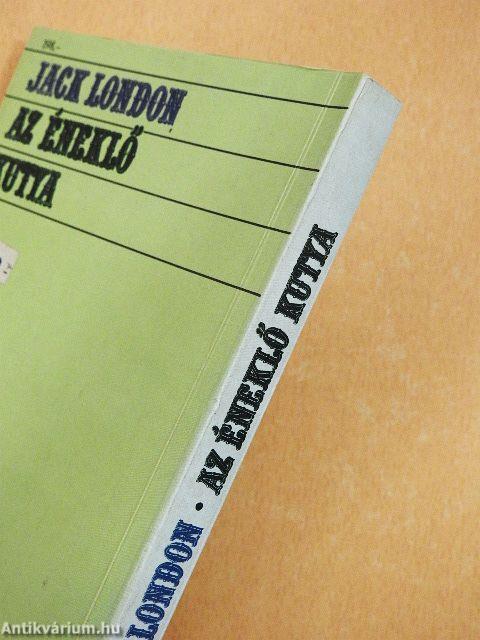 JACK LONDON
AZ ÉNEKLŐ
KUTYA
LONDON • AZ ÉNEKLŐ KUTYA
Antikvárium.hu